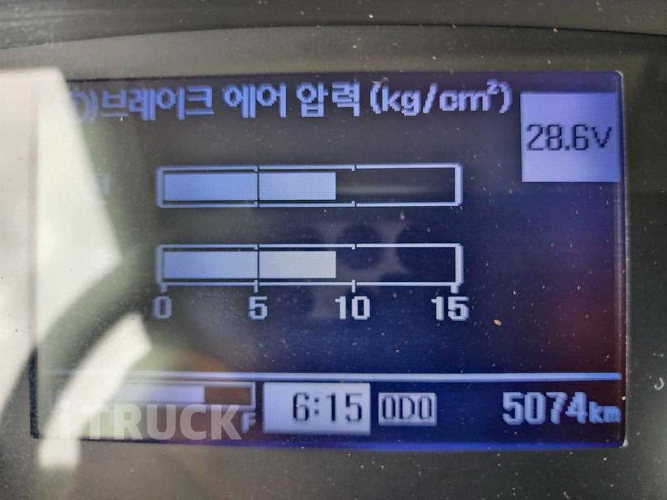 브레이크 에어 압력 (kg/cm²)
28.6V
0 5 10 15
F 6:15 ODO 5074km
iTRUCK